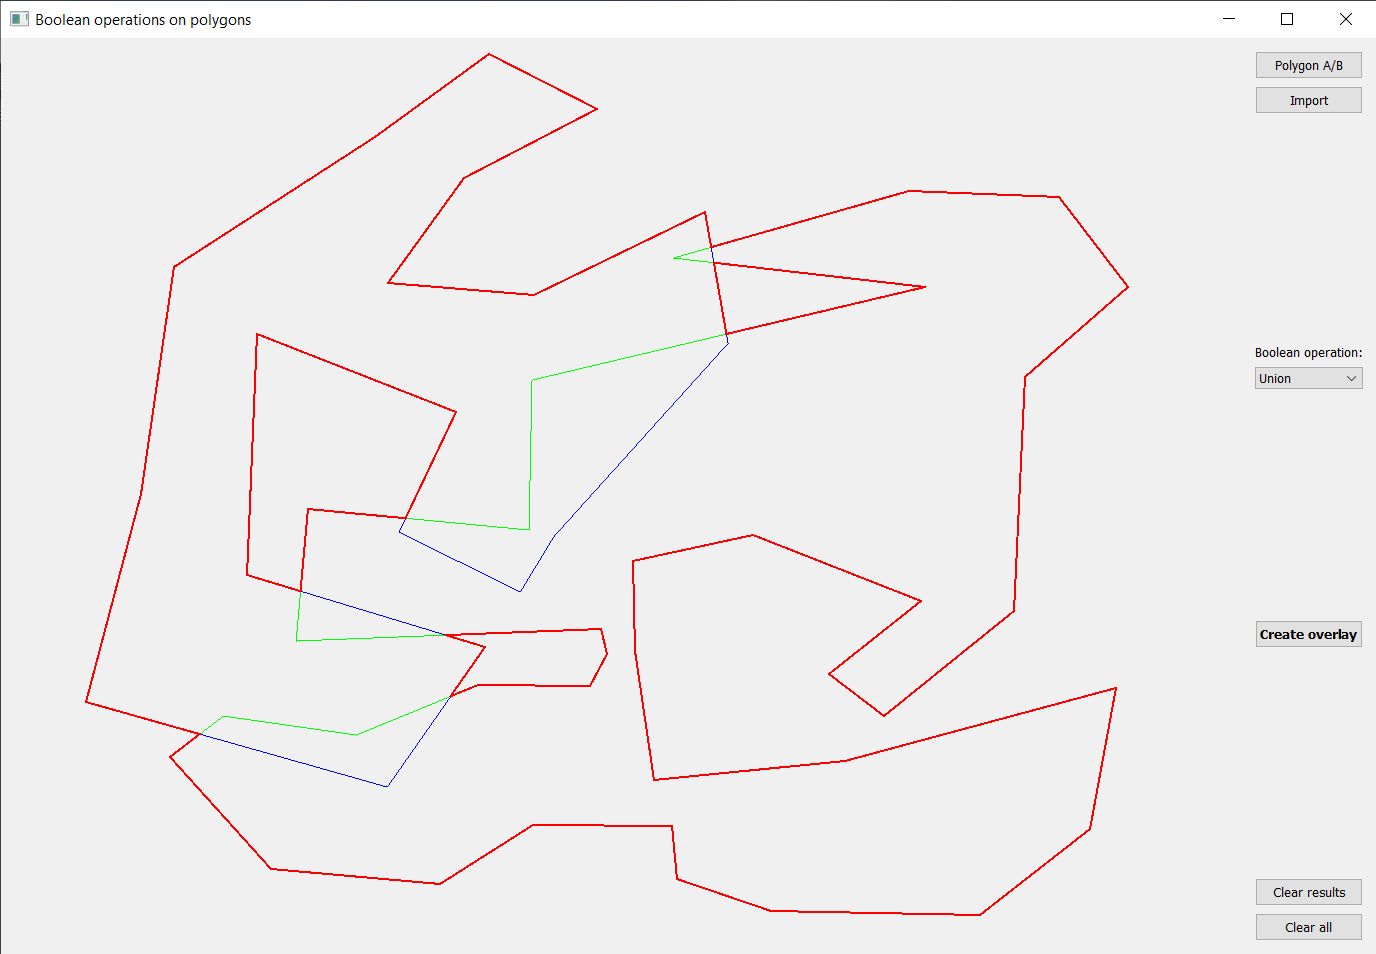 Boolean operations on polygons
Polygon A/B
Import
Boolean operation:
Union
Create overlay
Clear results
Clear all